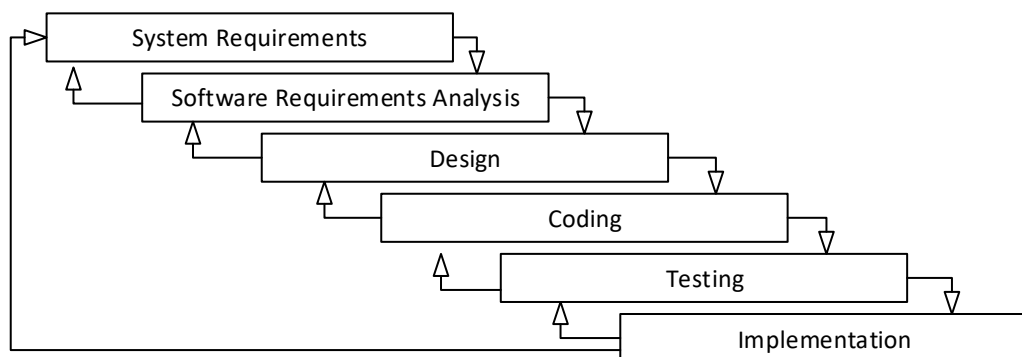 System Requirements
Software Requirements Analysis
Design
Coding
Testing
Implementation